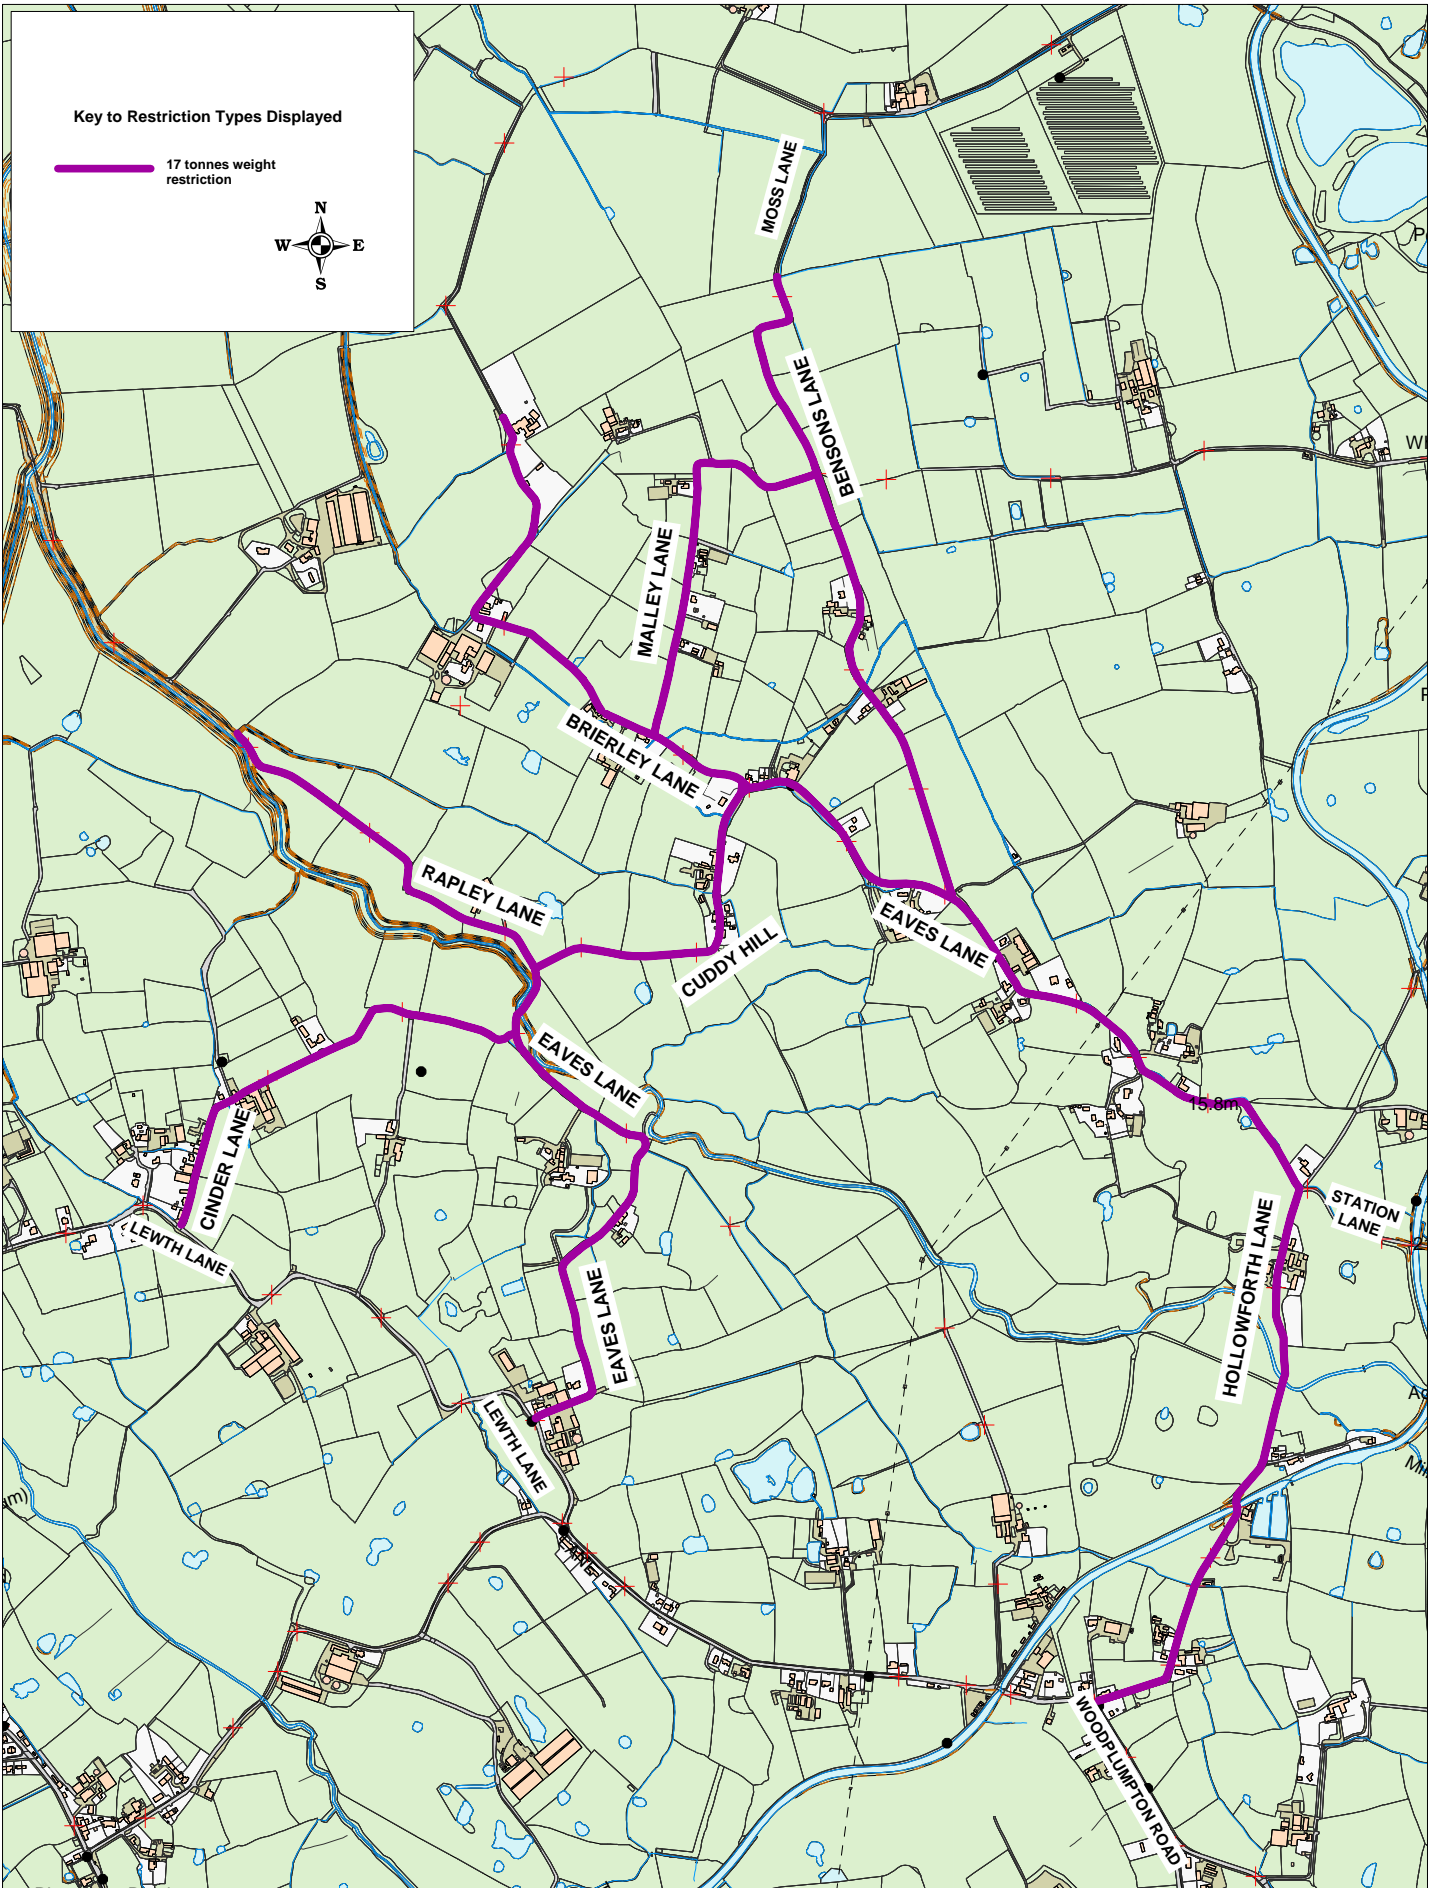 Key to Restriction Types Displayed
17 tonnes weight
restriction
N
W E
S
MOSS LANE
BENSONS LANE
MALLEY LANE
BRIERLEY LANE
RAPLEY LANE
CUDDY HILL
EAVES LANE
EAVES LANE
15.8m
CINDER LANE
LEWTH LANE
STATION
LANE
HOLLOWFORTH LANE
EAVES LANE
LEWTH LANE
WOODPLUMPTON ROAD